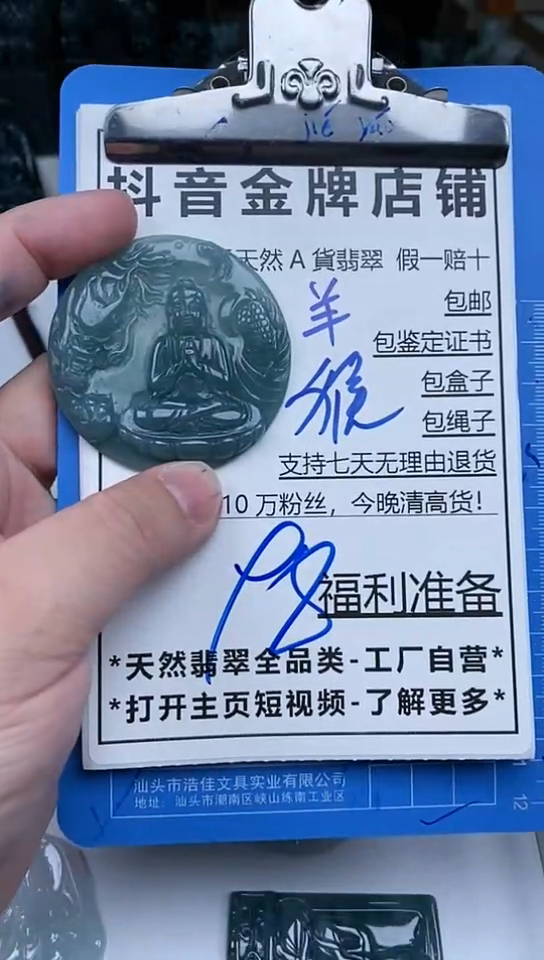 抖音金牌店铺
天然A貨翡翠 假一赔十
羊
包邮
包鉴定证书
猴
包盒子
包绳子
支持七天无理由退货
10万粉丝，今晚清高货！
福利准备
*天然翡翠全品类-工厂自营*
*打开主页短视频-了解更多*
汕头市浩佳文具实业有限公司
地址：汕头市潮南区峡山练南工业区
12